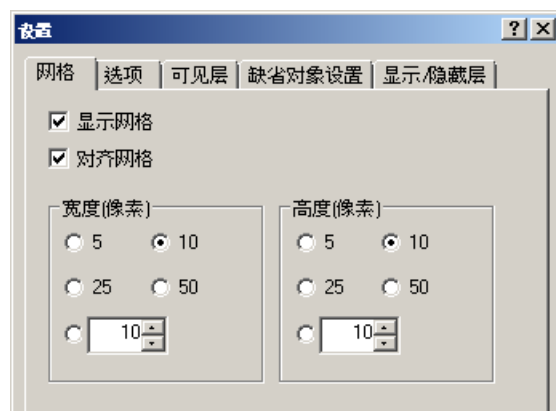 设置
网格 选项 可见层 缺省对象设置 显示/隐藏层
显示网格
对齐网格
宽度(像素) 高度(像素)
5 10 5 10
25 50 25 50
10 10